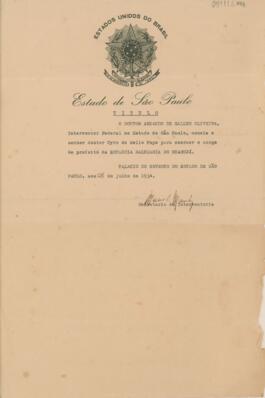 ESTADOS UNIDOS DO BRASIL
Estado de São Paulo
T I T U L O
O DOUTOR ARMANDO DE SALLES OLIVEIRA,
Interventor Federal no Estado de São Paulo, nomeia o
senhor doutor Cyro de Mello Pupo para exercer o cargo
de prefeito da ESTANCIA BALNEARIA DO GUARUJÁ.
PALACIO DO GOVERNO DO ESTADO DE SÃO
PAULO, aos de julho de 1934.
Secretario da Interventoria